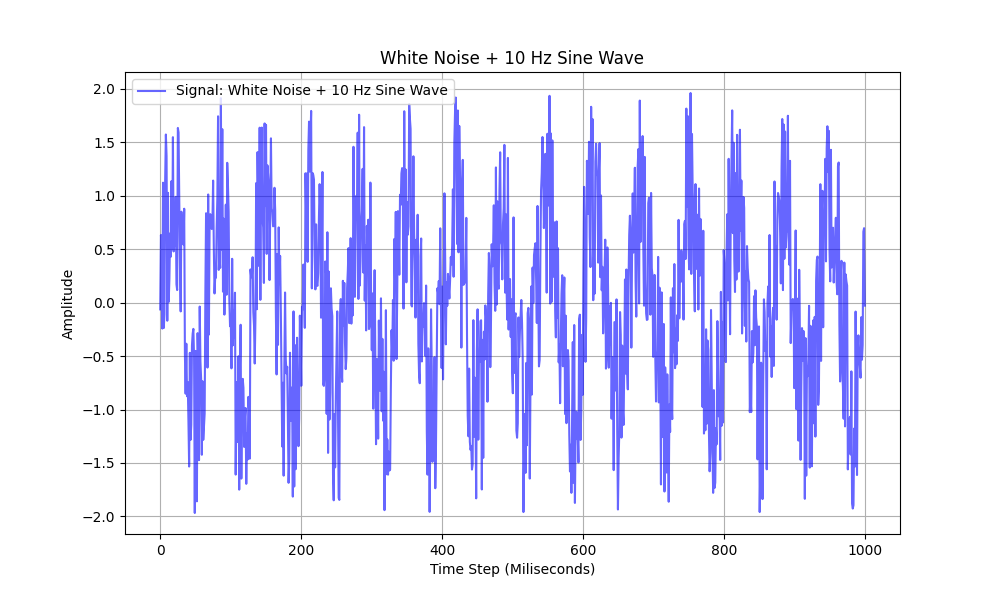 White Noise + 10 Hz Sine Wave
Signal: White Noise + 10 Hz Sine Wave
2.0
1.5
1.0
0.5
0.0
−0.5
−1.0
−1.5
−2.0
Amplitude
0 200 400 600 800 1000
Time Step (Miliseconds)